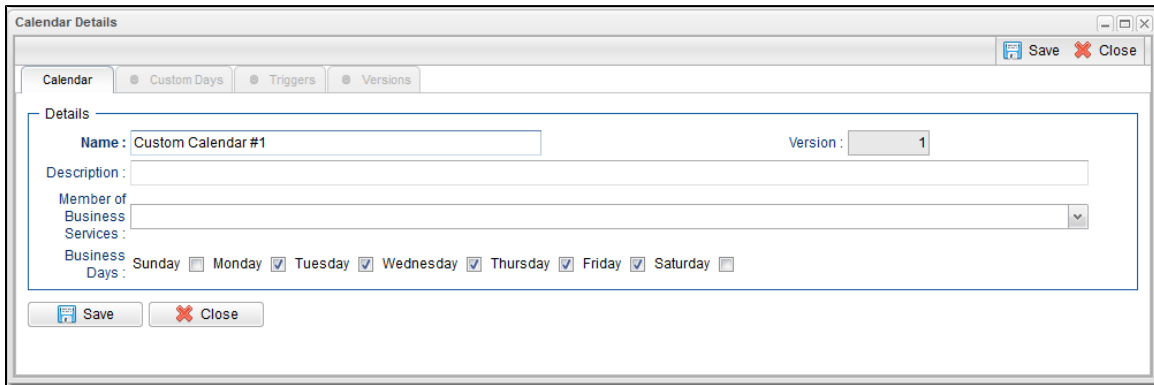 Calendar Details
Save Close
Calendar Custom Days Triggers Versions
Details
Name : Custom Calendar #1 Version : 1
Description :
Member of
Business
Services :
Business
Days : Sunday Monday Tuesday Wednesday Thursday Friday Saturday
Save Close